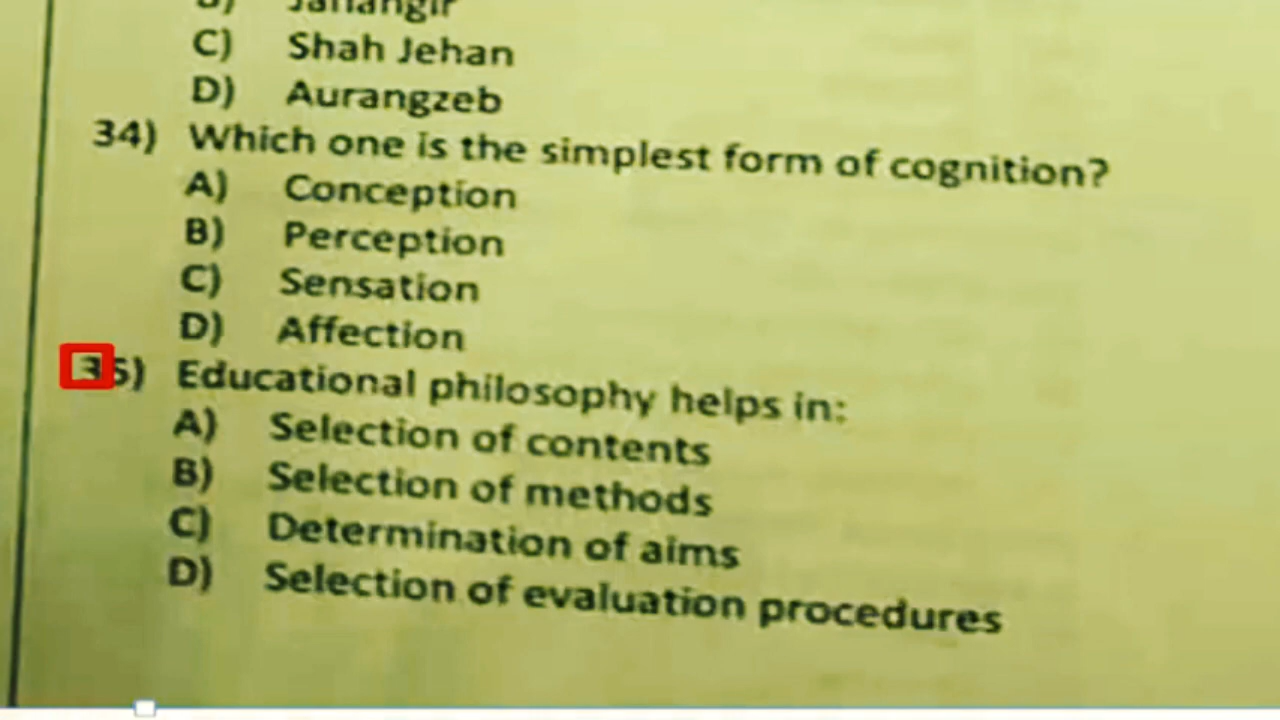 B) Jahangir
C) Shah Jehan
D) Aurangzeb
34) Which one is the simplest form of cognition?
A) Conception
B) Perception
C) Sensation
D) Affection
35) Educational philosophy helps in:
A) Selection of contents
B) Selection of methods
C) Determination of aims
D) Selection of evaluation procedures